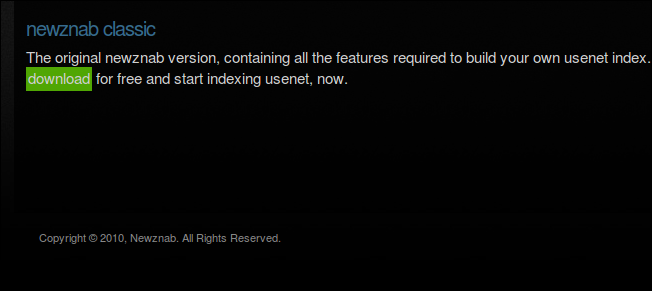 newznab classic
The original newznab version, containing all the features required to build your own usenet index.
download for free and start indexing usenet, now.
Copyright © 2010, Newznab. All Rights Reserved.